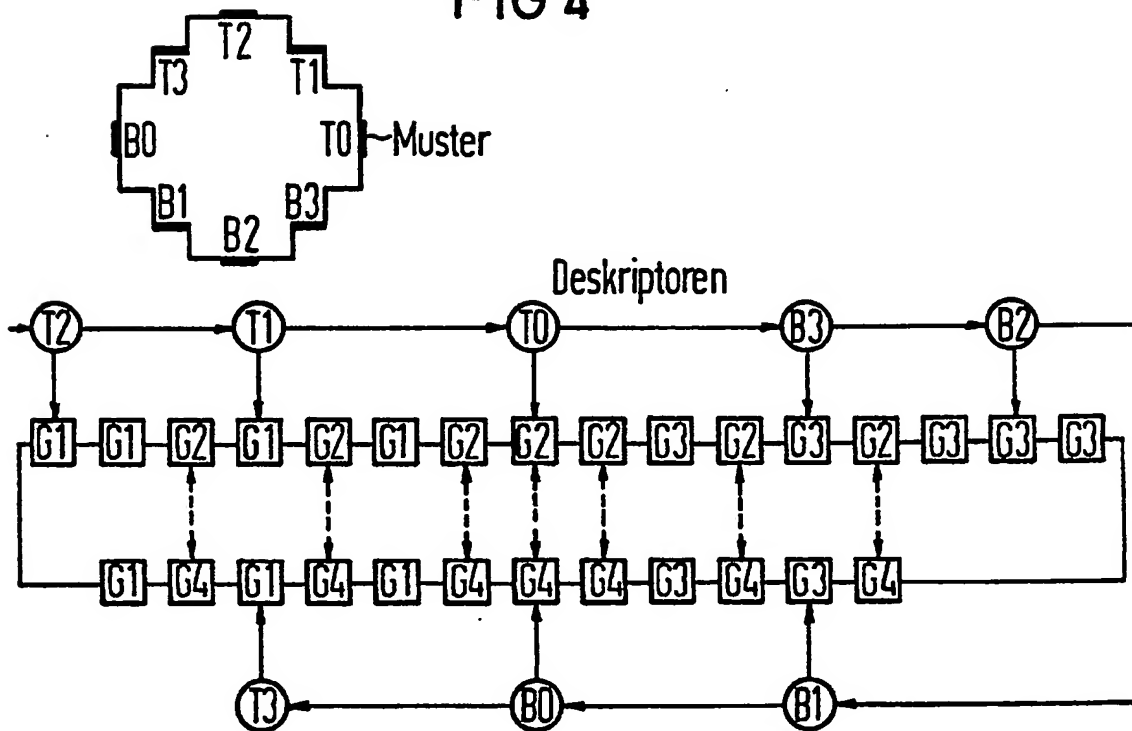 FIG 4
T2
T3 T1
B0 T0 Muster
B1 B3
B2
Deskriptoren
T2 T1 T0 B3 B2
G1 G1 G2 G1 G2 G1 G2 G2 G2 G3 G2 G3 G2 G3 G3 G3
G1 G4 G1 G4 G1 G4 G4 G4 G3 G4 G3 G4
T3 B0 B1